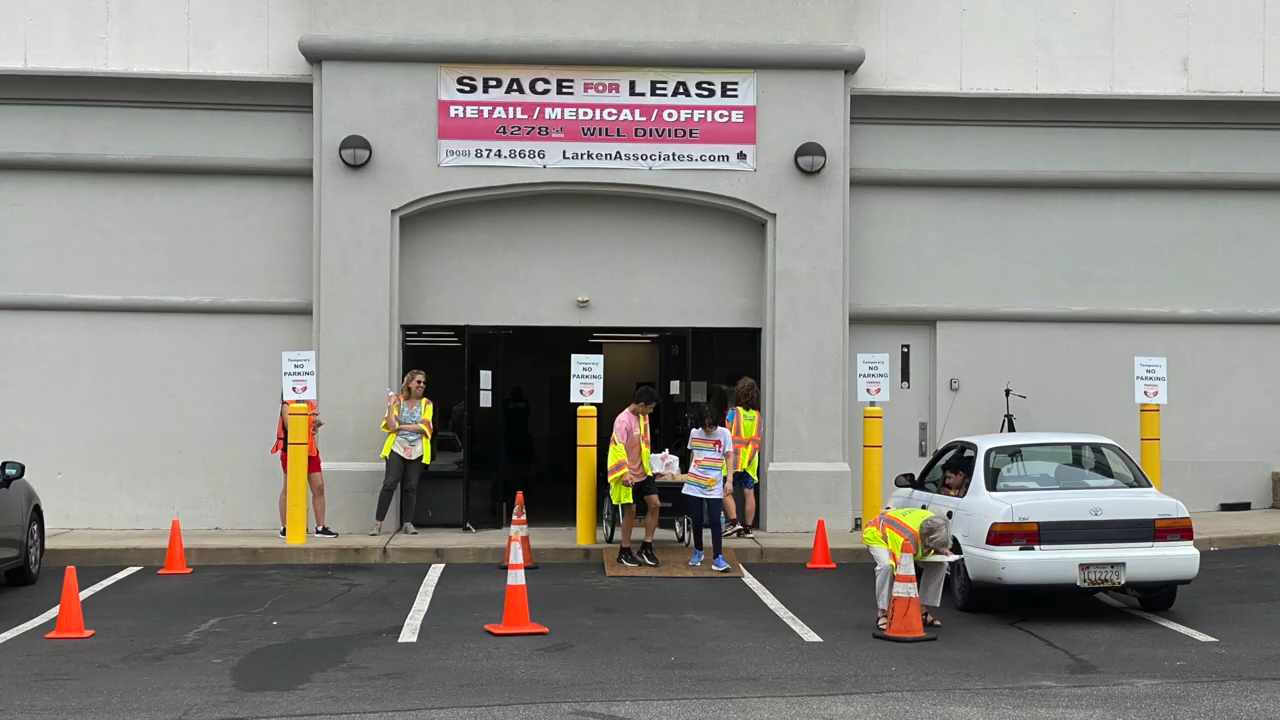 SPACE FOR LEASE
RETAIL / MEDICAL / OFFICE
4278 sf WILL DIVIDE
(908) 874.8686 LarkenAssociates.com
Temporary
NO
PARKING
Temporary
NO
PARKING
Temporary
NO
PARKING
Temporary
NO
PARKING
1CT2229